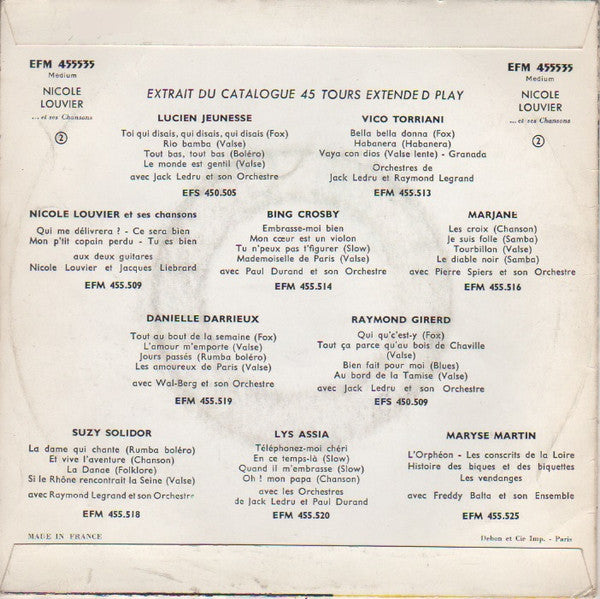 EFM 455535
Medium
NICOLE
LOUVIER
... et ses Chansons
2
EFM 455535
Medium
NICOLE
LOUVIER
... et ses Chansons
2
EXTRAIT DU CATALOGUE 45 TOURS EXTENDED PLAY
LUCIEN JEUNESSE
Toi qui disais, qui disais, qui disais (Fox)
Rio bamba (Valse)
Tout bas, tout bas (Boléro)
Le monde est gentil (Valse)
avec Jack Ledru et son Orchestre
EFS 450.505
VICO TORRIANI
Bella bella donna (Fox)
Habanera (Habanera)
Vaya con dios (Valse lente) - Granada
Orchestres de
Jack Ledru et Raymond Legrand
EFM 455.513
NICOLE LOUVIER et ses chansons
Qui me délivrera ? - Ce sera bien
Mon p'tit copain perdu - Tu es bien
aux deux guitares
Nicole Louvier et Jacques Liebrard
EFM 455.509
BING CROSBY
Embrasse-moi bien
Mon cœur est un violon
Tu n'peux pas t'figurer (Slow)
Mademoiselle de Paris (Valse)
avec Paul Durand et son Orchestre
EFM 455.514
MARJANE
Les croix (Chanson)
Je suis folle (Samba)
Tourbillon (Valse)
Le diable noir (Samba)
avec Pierre Spiers et son Orchestre
EFM 455.516
DANIELLE DARRIEUX
Tout au bout de la semaine (Fox)
L'amour m'emporte (Valse)
Jours passés (Rumba boléro)
Les amoureux de Paris (Valse)
avec Wal-Berg et son Orchestre
EFM 455.519
RAYMOND GIRERD
Qui qu'c'est-y (Fox)
Tout ça parce qu'au bois de Chaville
(Valse)
Bien fait pour moi (Blues)
Au bord de la Tamise (Valse)
avec Jack Ledru et son Orchestre
EFS 450.509
SUZY SOLIDOR
La dame qui chante (Rumba boléro)
Et vive l'aventure (Chanson)
La Danae (Folklore)
Si le Rhône rencontrait la Seine (Valse)
avec Raymond Legrand et son Orchestre
EFM 455.518
LYS ASSIA
Téléphonez-moi chéri
En ce temps-là (Slow)
Quand il m'embrasse (Slow)
Oh ! mon papa (Chanson)
avec les Orchestres
de Jack Ledru et Paul Durand
EFM 455.520
MARYSE MARTIN
L'Orphéon - Les conscrits de la Loire
Histoire des biques et des biquettes
Les vendanges
avec Freddy Balta et son Ensemble
EFM 455.525
MADE IN FRANCE
Dehon et Cie Imp. - Paris